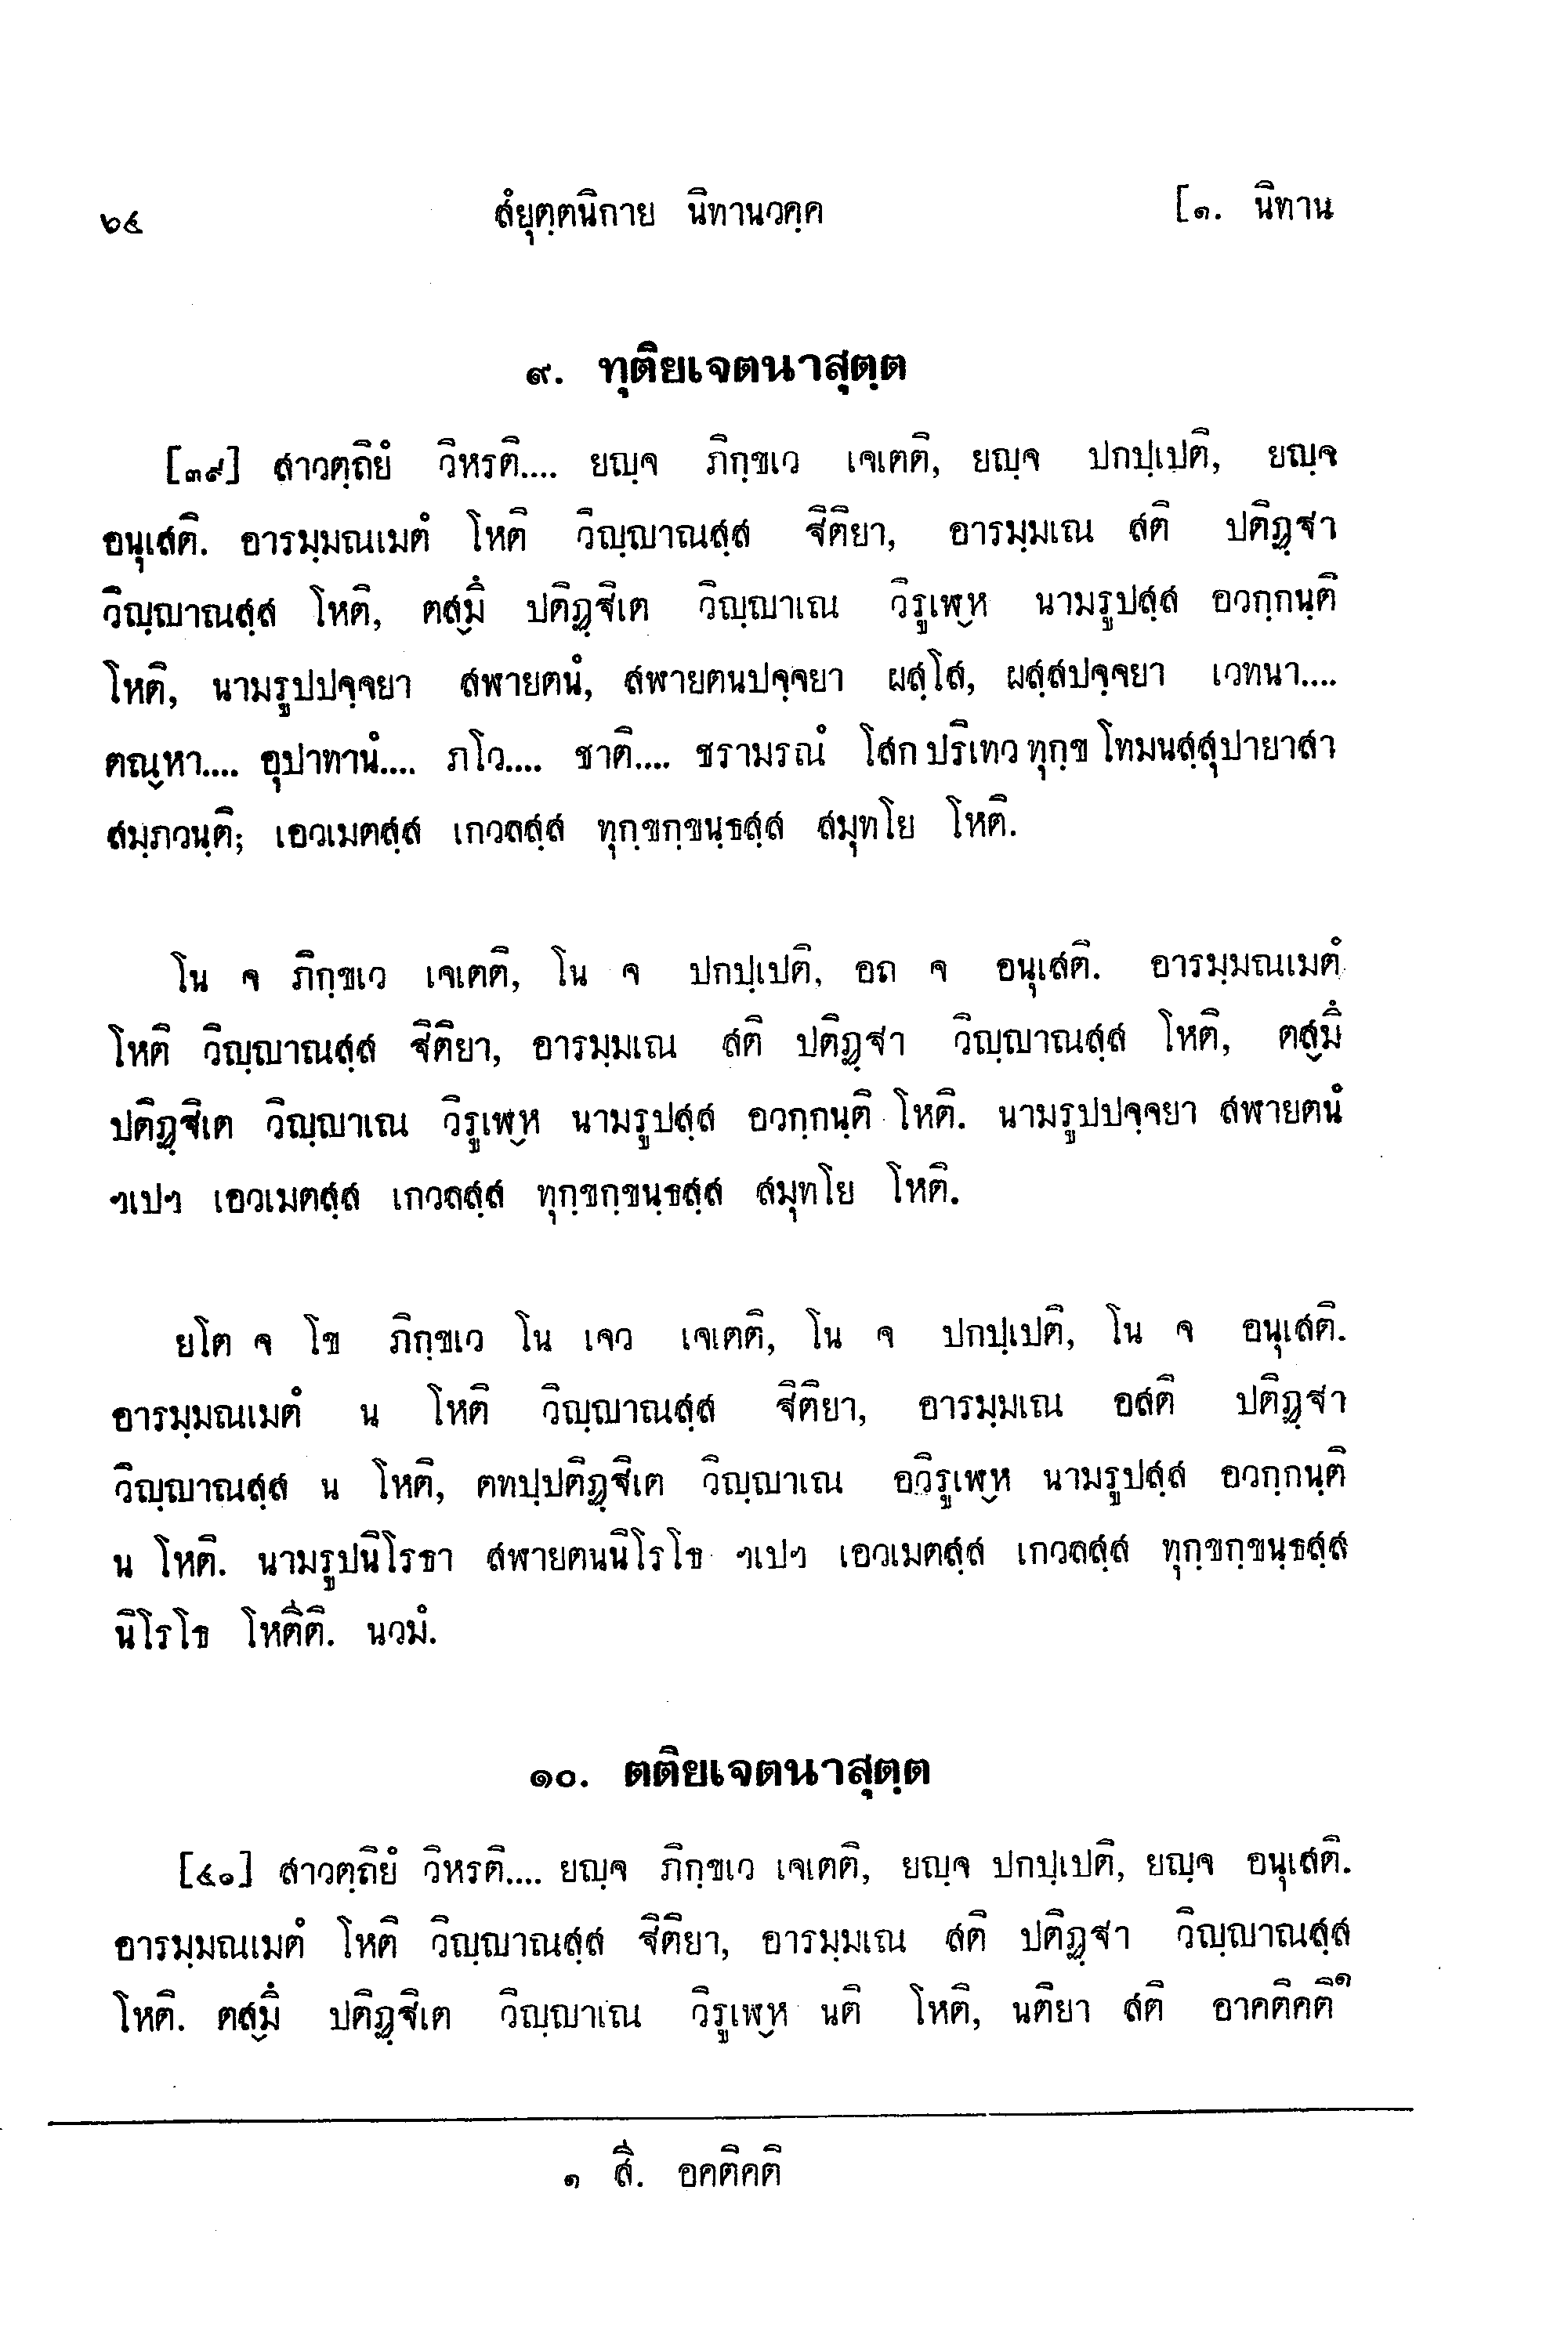 ๖๔ สํยุตฺตนิกาย นิทานวคฺค [๑. นิทาน
๙. ทุติยเจตนาสุตฺต
[๓๙] สาวตฺถิยํ วิหรติ.... ยญฺจ ภิกฺขเว เจเตติ, ยญฺจ ปกปฺเปติ, ยญฺจ
อนุเสติ. อารมฺมณเมตํ โหติ วิญฺญาณสฺส ฐิติยา, อารมฺมเณ สติ ปติฏฺฐา
วิญฺญาณสฺส โหติ, ตสฺมึ ปติฏฺฐิเต วิญฺญาเณ วิรูเฬฺห นามรูปสฺส อวกฺกนฺติ
โหติ, นามรูปปจฺจยา สฬายตนํ, สฬายตนปจฺจยา ผสฺโส, ผสฺสปจฺจยา เวทนา....
ตณฺหา.... อุปาทานํ.... ภโว.... ชาติ.... ชรามรณํ โสก ปริเทว ทุกฺข โทมนสฺสุปายาสา
สมฺภวนฺติ; เอวเมตสฺส เกวลสฺส ทุกฺขกฺขนฺธสฺส สมุทโย โหติ.
โน จ ภิกฺขเว เจเตติ, โน จ ปกปฺเปติ, อถ จ อนุเสติ. อารมฺมณเมตํ
โหติ วิญฺญาณสฺส ฐิติยา, อารมฺมเณ สติ ปติฏฺฐา วิญฺญาณสฺส โหติ, ตสฺมึ
ปติฏฺฐิเต วิญฺญาเณ วิรูเฬฺห นามรูปสฺส อวกฺกนฺติ โหติ. นามรูปปจฺจยา สฬายตนํ
ฯเปฯ เอวเมตสฺส เกวลสฺส ทุกฺขกฺขนฺธสฺส สมุทโย โหติ.
ยโต จ โข ภิกฺขเว โน เจว เจเตติ, โน จ ปกปฺเปติ, โน จ อนุเสติ.
อารมฺมณเมตํ น โหติ วิญฺญาณสฺส ฐิติยา, อารมฺมเณ อสติ ปติฏฺฐา
วิญฺญาณสฺส น โหติ, ตทปฺปติฏฺฐิเต วิญฺญาเณ อวิรูเฬฺห นามรูปสฺส อวกฺกนฺติ
น โหติ. นามรูปนิโรธา สฬายตนนิโรโธ ฯเปฯ เอวเมตสฺส เกวลสฺส ทุกฺขกฺขนฺธสฺส
นิโรโธ โหตีติ. นวมํ.
๑๐. ตติยเจตนาสุตฺต
[๔๑] สาวตฺถิยํ วิหรติ.... ยญฺจ ภิกฺขเว เจเตติ, ยญฺจ ปกปฺเปติ, ยญฺจ อนุเสติ.
อารมฺมณเมตํ โหติ วิญฺญาณสฺส ฐิติยา, อารมฺมเณ สติ ปติฏฺฐา วิญฺญาณสฺส
โหติ. ตสฺมึ ปติฏฺฐิเต วิญฺญาเณ วิรูเฬฺห นติ โหติ, นติยา สติ อาคติคติ๑
๑ สี. อคติคติ